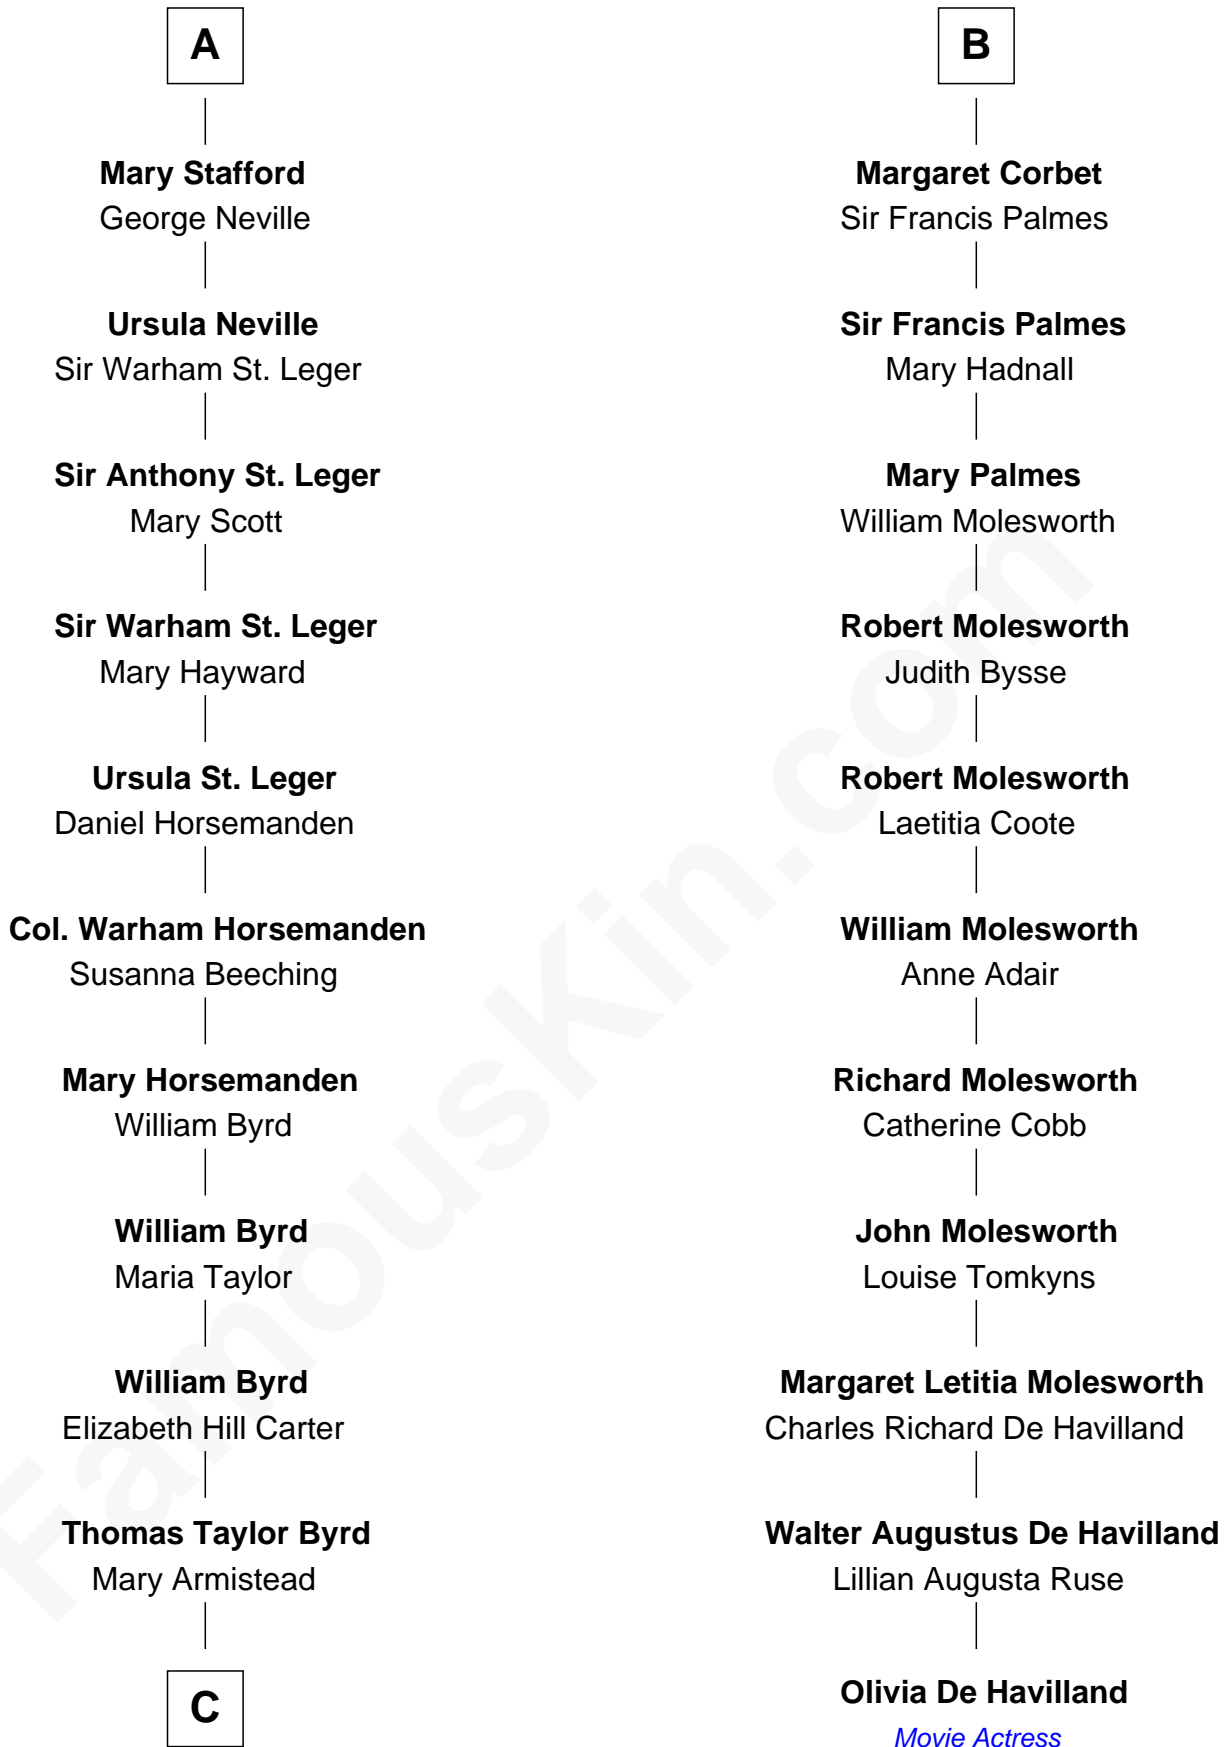 A
Mary Stafford
George Neville
Ursula Neville
Sir Warham St. Leger
Sir Anthony St. Leger
Mary Scott
Sir Warham St. Leger
Mary Hayward
Ursula St. Leger
Daniel Horsemanden
Col. Warham Horsemanden
Susanna Beeching
Mary Horsemanden
William Byrd
William Byrd
Maria Taylor
William Byrd
Elizabeth Hill Carter
Thomas Taylor Byrd
Mary Armistead
C
B
Margaret Corbet
Sir Francis Palmes
Sir Francis Palmes
Mary Hadnall
Mary Palmes
William Molesworth
Robert Molesworth
Judith Bysse
Robert Molesworth
Laetitia Coote
William Molesworth
Anne Adair
Richard Molesworth
Catherine Cobb
John Molesworth
Louise Tomkyns
Margaret Letitia Molesworth
Charles Richard De Havilland
Walter Augustus De Havilland
Lillian Augusta Ruse
Olivia De Havilland
Movie Actress
FamousKin.com